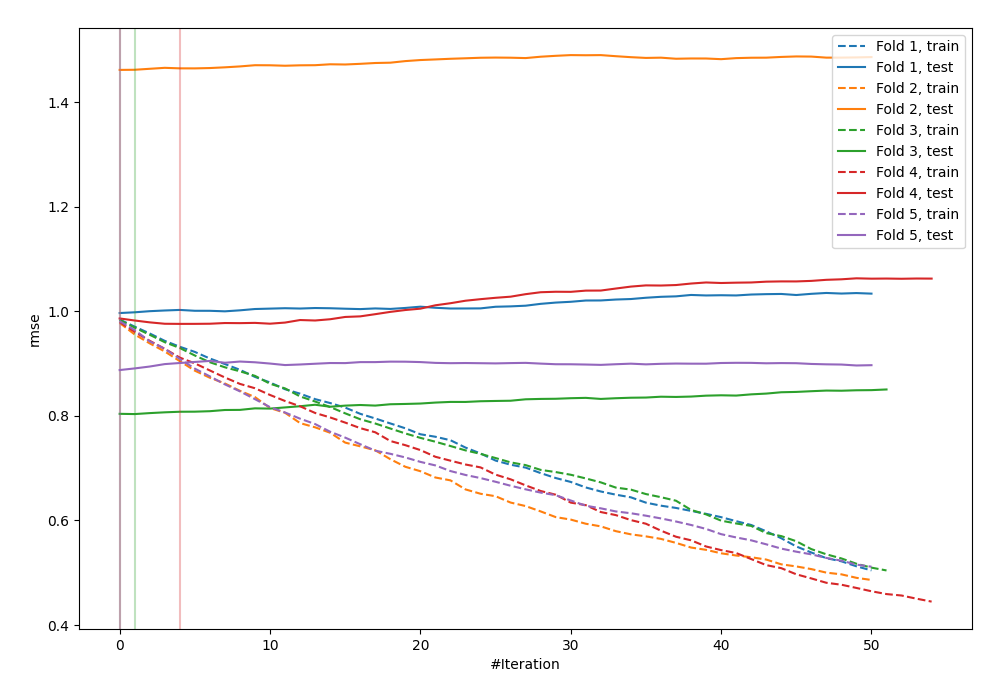 1.4
1.2
1.0
0.8
0.6
0.4
rmse
0
10
20
30
40
50
#Iteration
Fold 1, train
Fold 1, test
Fold 2, train
Fold 2, test
Fold 3, train
Fold 3, test
Fold 4, train
Fold 4, test
Fold 5, train
Fold 5, test